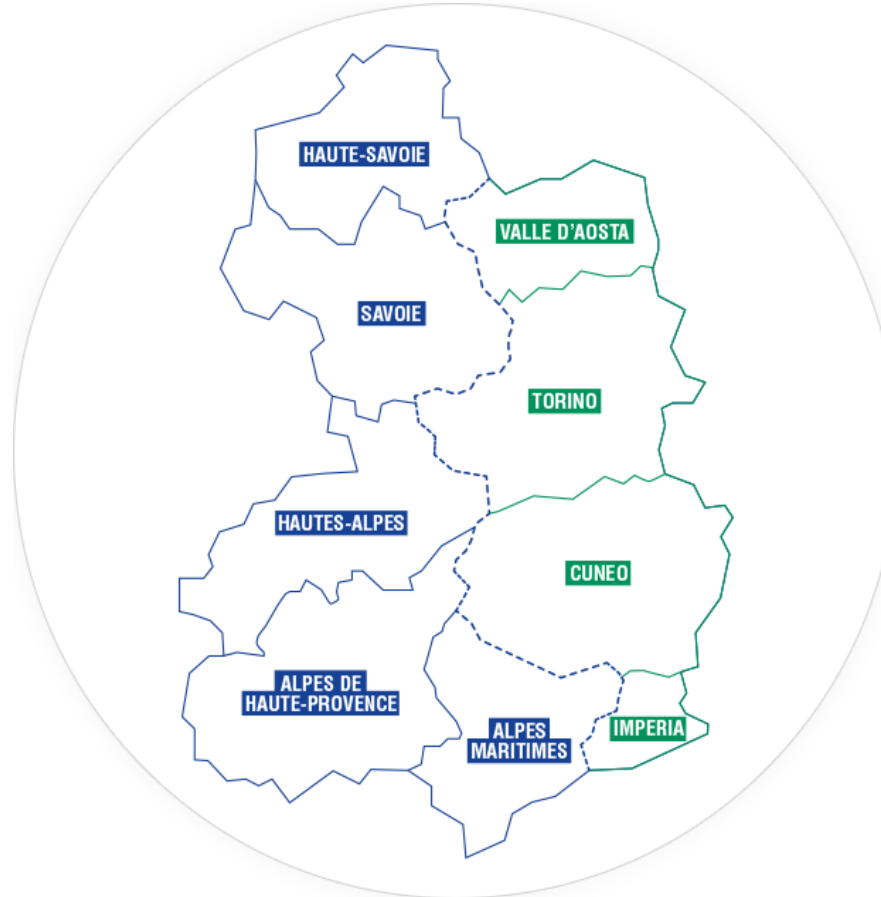 HAUTE-SAVOIE
VALLE D'AOSTA
SAVOIE
TORINO
HAUTES-ALPES
CUNEO
ALPES DE
HAUTE-PROVENCE
ALPES
MARITIMES
IMPERIA